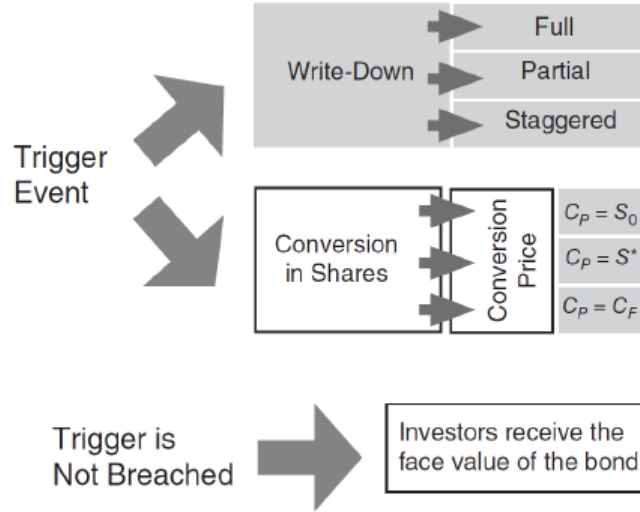 Trigger
Event
Write-Down
Full
Partial
Staggered
Conversion
in Shares
Conversion
Price
C_P = S_0
C_P = S*
C_P = C_F
Trigger is
Not Breached
Investors receive the
face value of the bond